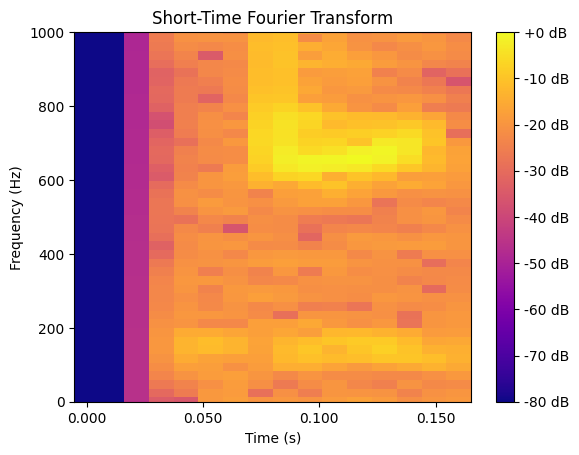 Short-Time Fourier Transform
1000
800
600
400
200
0
Frequency (Hz)
0.000
0.050
0.100
0.150
Time (s)
+0 dB
-10 dB
-20 dB
-30 dB
-40 dB
-50 dB
-60 dB
-70 dB
-80 dB